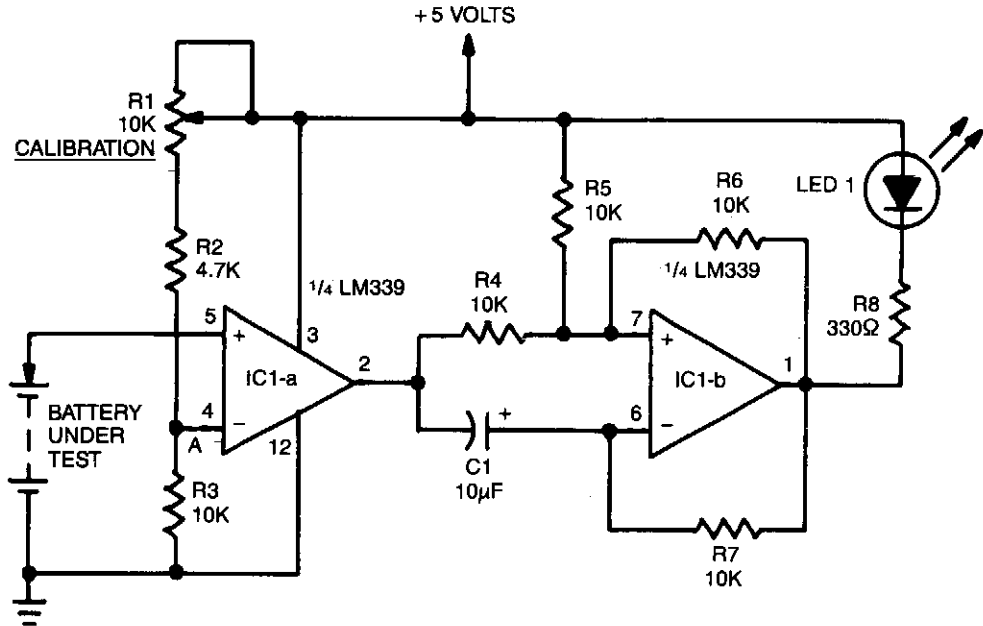 + 5 VOLTS
R1
10K
CALIBRATION
R2
4.7K
1/4 LM339
5
+
3
IC1-a
2
4
−
A
12
R3
10K
BATTERY
UNDER
TEST
R4
10K
R5
10K
R6
10K
1/4 LM339
7
+
IC1-b
1
6
−
+
C1
10μF
R7
10K
LED 1
R8
330Ω